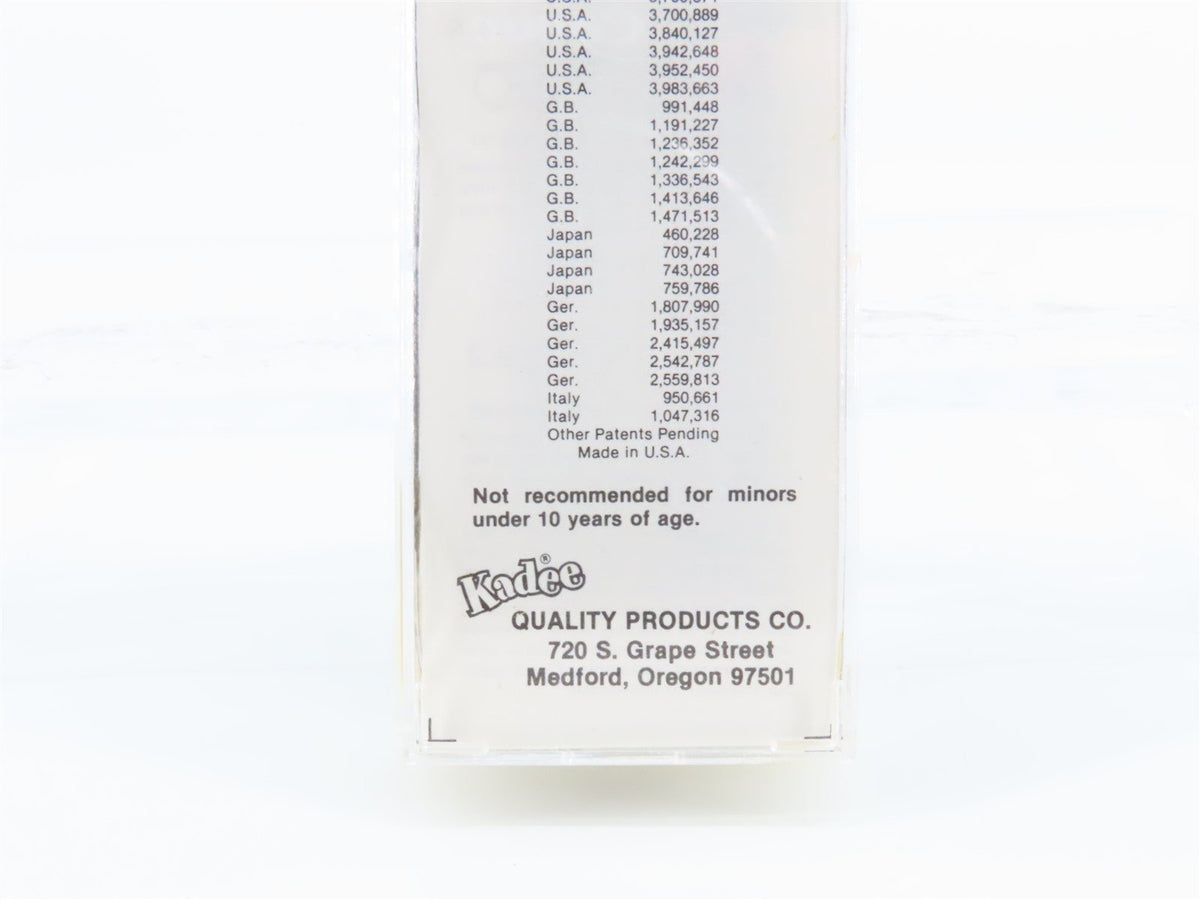 U.S.A. 3,700,889
U.S.A. 3,840,127
U.S.A. 3,942,648
U.S.A. 3,952,450
U.S.A. 3,983,663
G.B. 991,448
G.B. 1,191,227
G.B. 1,236,352
G.B. 1,242,299
G.B. 1,336,543
G.B. 1,413,646
G.B. 1,471,513
Japan 460,228
Japan 709,741
Japan 743,028
Japan 759,786
Ger. 1,807,990
Ger. 1,935,157
Ger. 2,415,497
Ger. 2,542,787
Ger. 2,559,813
Italy 950,661
Italy 1,047,316
Other Patents Pending
Made in U.S.A.
Not recommended for minors
under 10 years of age.
Kadee®
QUALITY PRODUCTS CO.
720 S. Grape Street
Medford, Oregon 97501